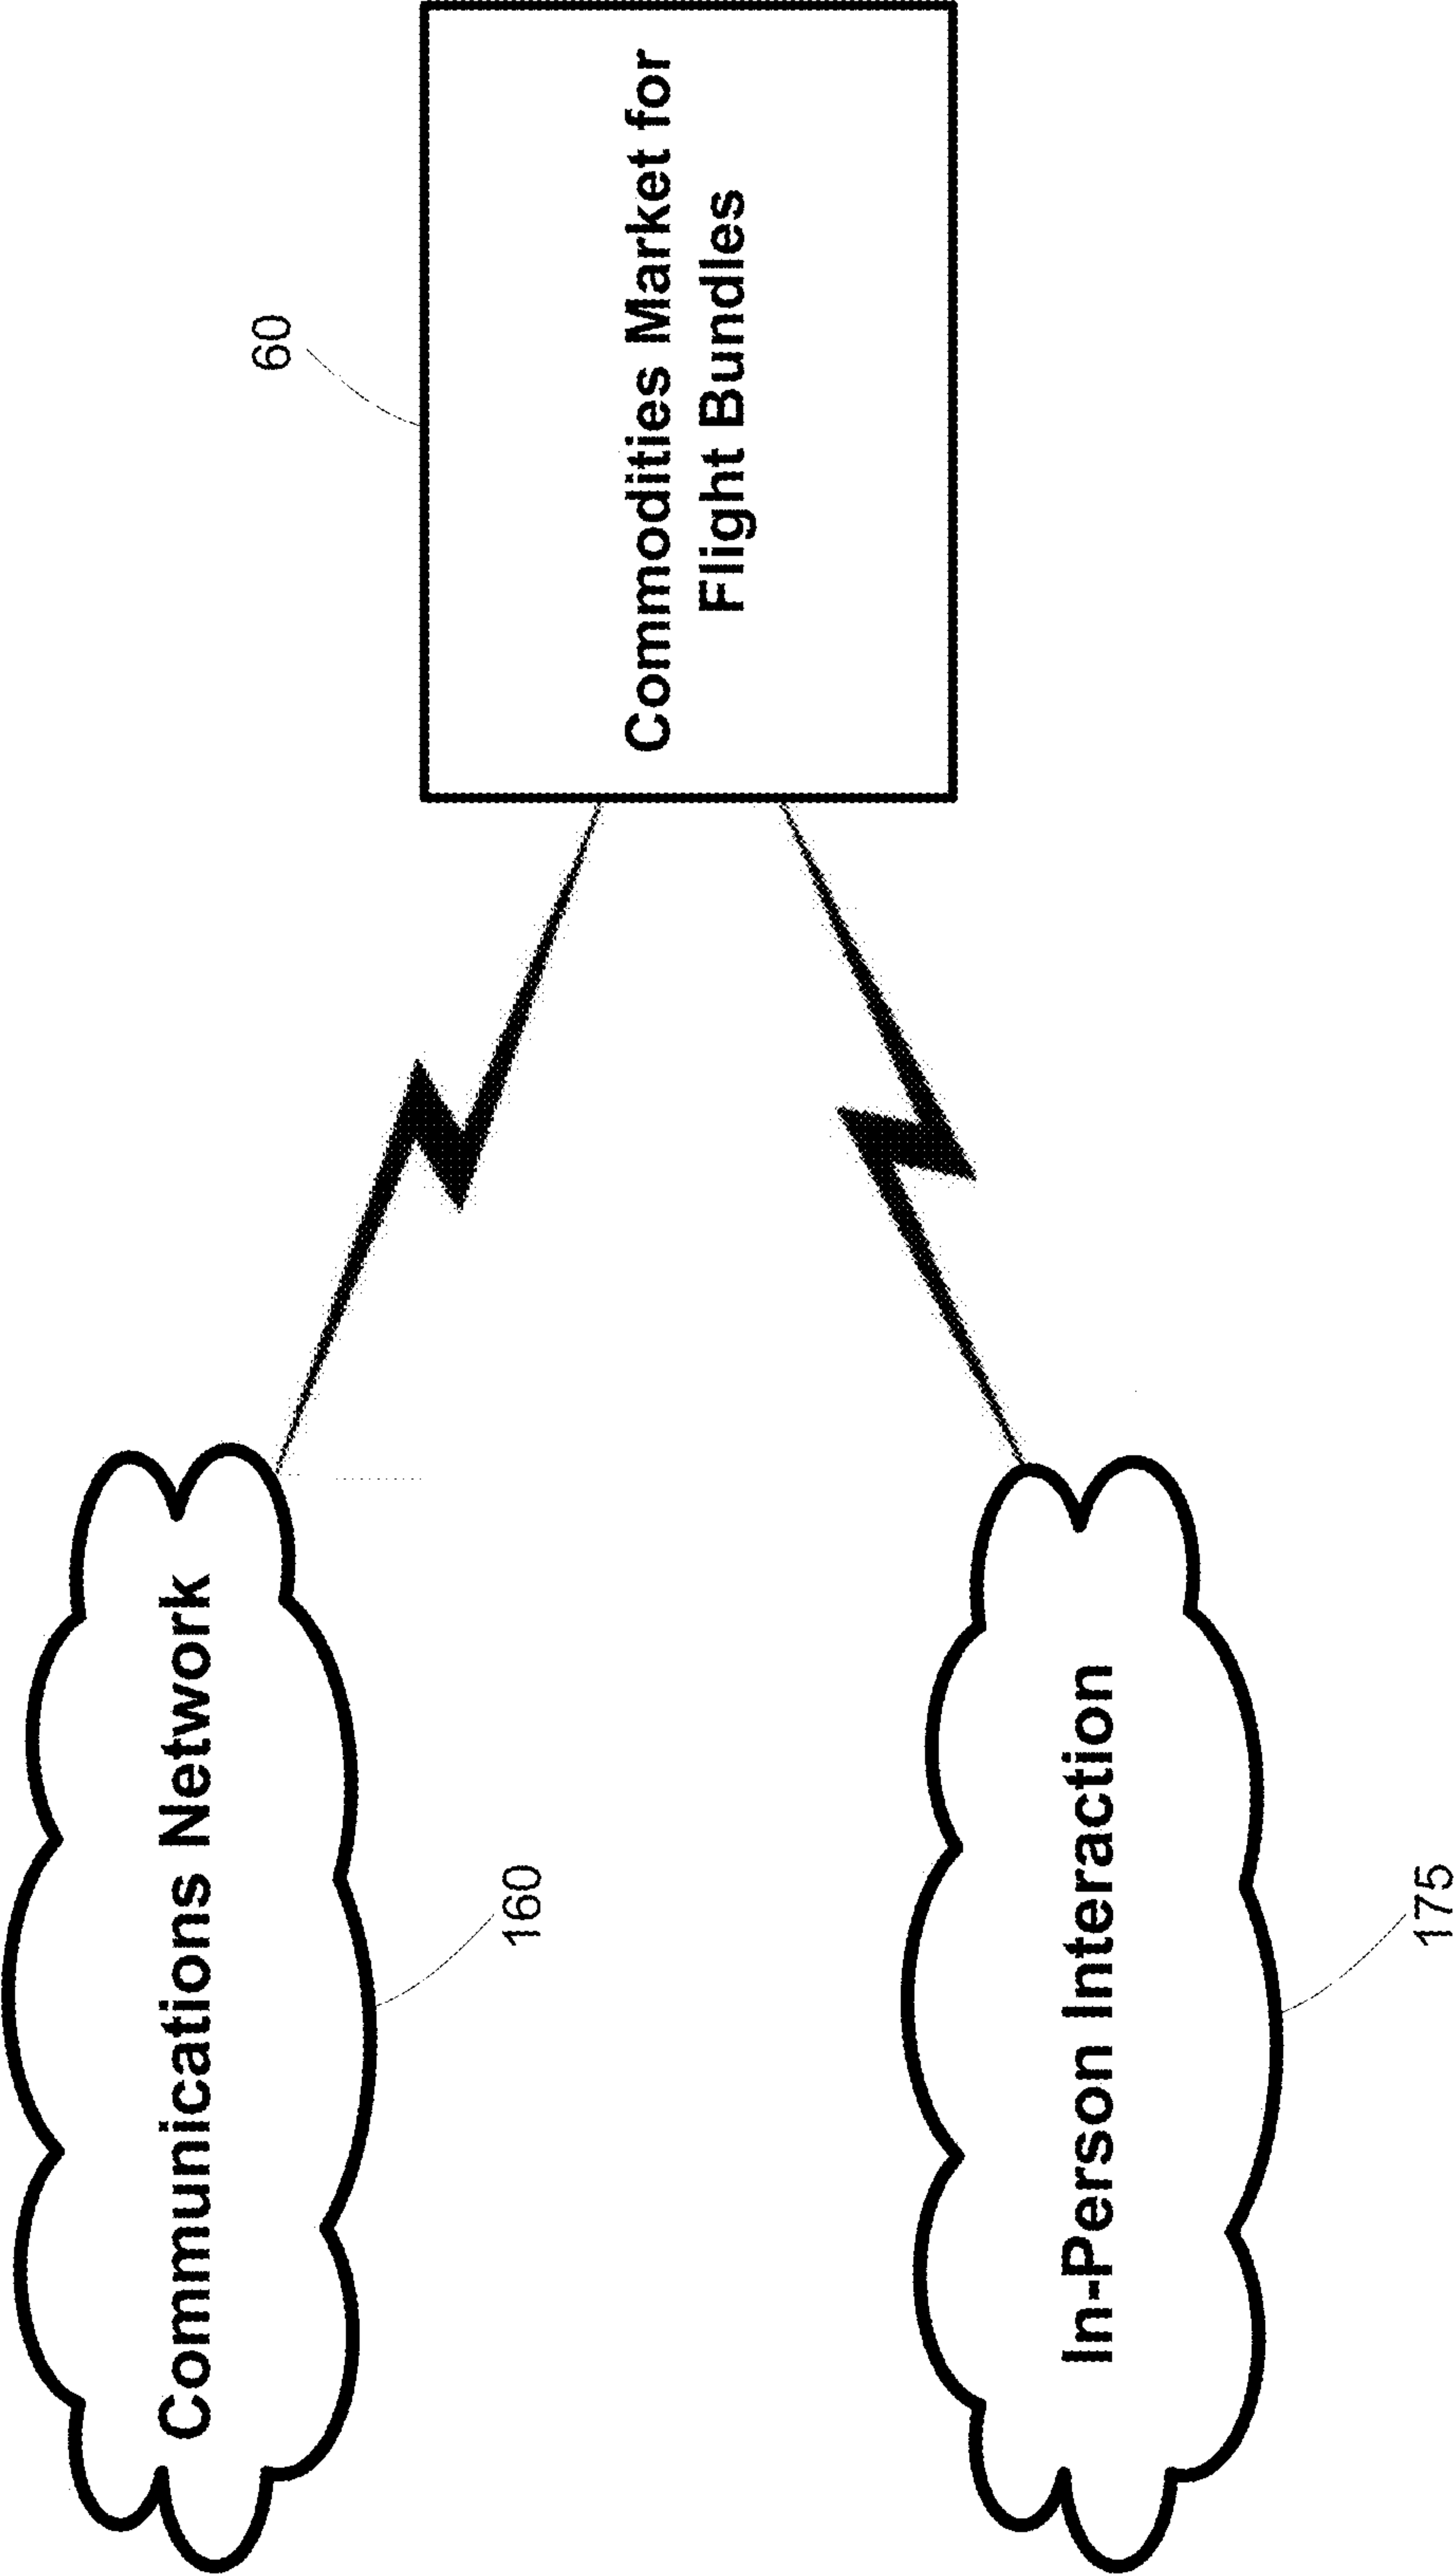 Communications Network
160
60
Commodities Market for
Flight Bundles
In-Person Interaction
175